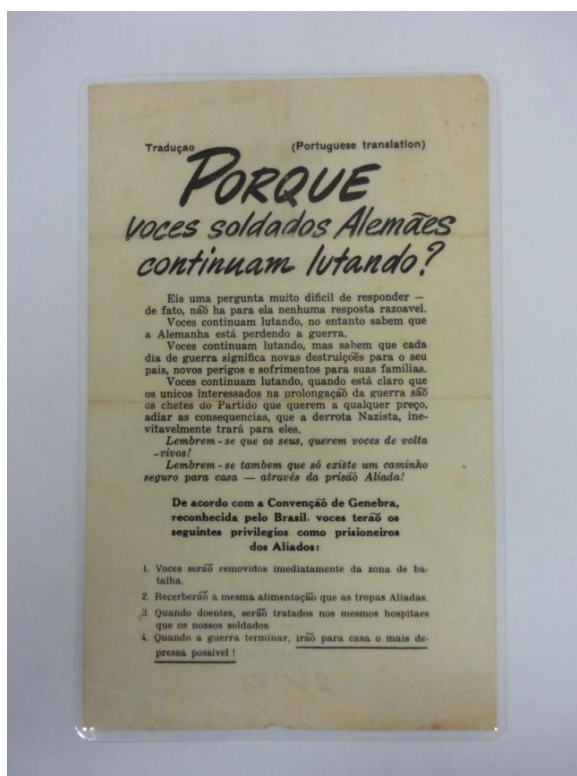 Traduçao (Portuguese translation)
PORQUE
voces soldados Alemães
continuam lutando?
Eis uma pergunta muito dificil de responder —
de fato, não ha para ela nenhuma resposta razoavel.
Voces continuam lutando, no entanto sabem que
a Alemanha está perdendo a guerra.
Voces continuam lutando, mas sabem que cada
dia de guerra significa novas destruições para o seu
pais, novos perigos e sofrimentos para suas familias.
Voces continuam lutando, quando está claro que
os unicos interessados na prolongação da guerra são
os chefes do Partido que querem a qualquer preço,
adiar as consequencias, que a derrota Nazista, ine-
vitavelmente trará para eles.
Lembrem - se que os seus, querem voces de volta
-vivos!
Lembrem - se tambem que só existe um caminho
seguro para casa — através da prisão Aliada!
De acordo com a Convenção de Genebra,
reconhecida pelo Brasil. voces terão os
seguintes privilegios como prisioneiros
dos Aliados:
1. Voces serão removidos imediatamente da zona de ba-
talha.
2. Recerberão a mesma alimentação que as tropas Aliadas.
3. Quando doentes, serão tratados nos mesmos hospitaes
que os nossos soldados.
4. Quando a guerra terminar, irão para casa o mais de-
pressa possivel !